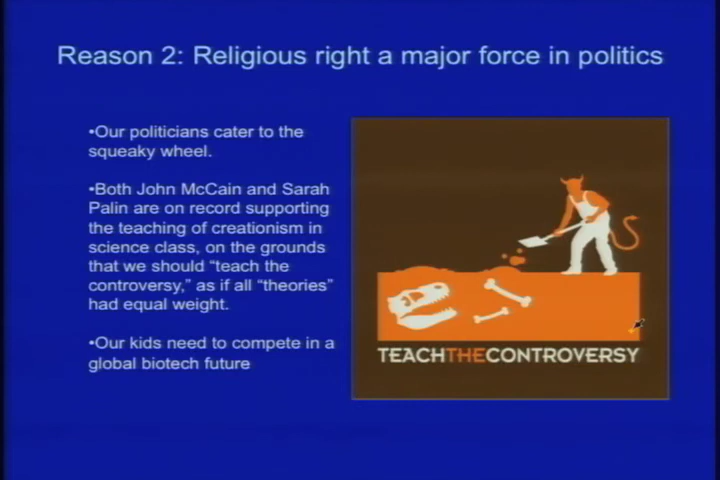 Reason 2: Religious right a major force in politics
•Our politicians cater to the
squeaky wheel.
•Both John McCain and Sarah
Palin are on record supporting
the teaching of creationism in
science class, on the grounds
that we should “teach the
controversy,” as if all “theories”
had equal weight.
•Our kids need to compete in a
global biotech future
TEACHTHECONTROVERSY